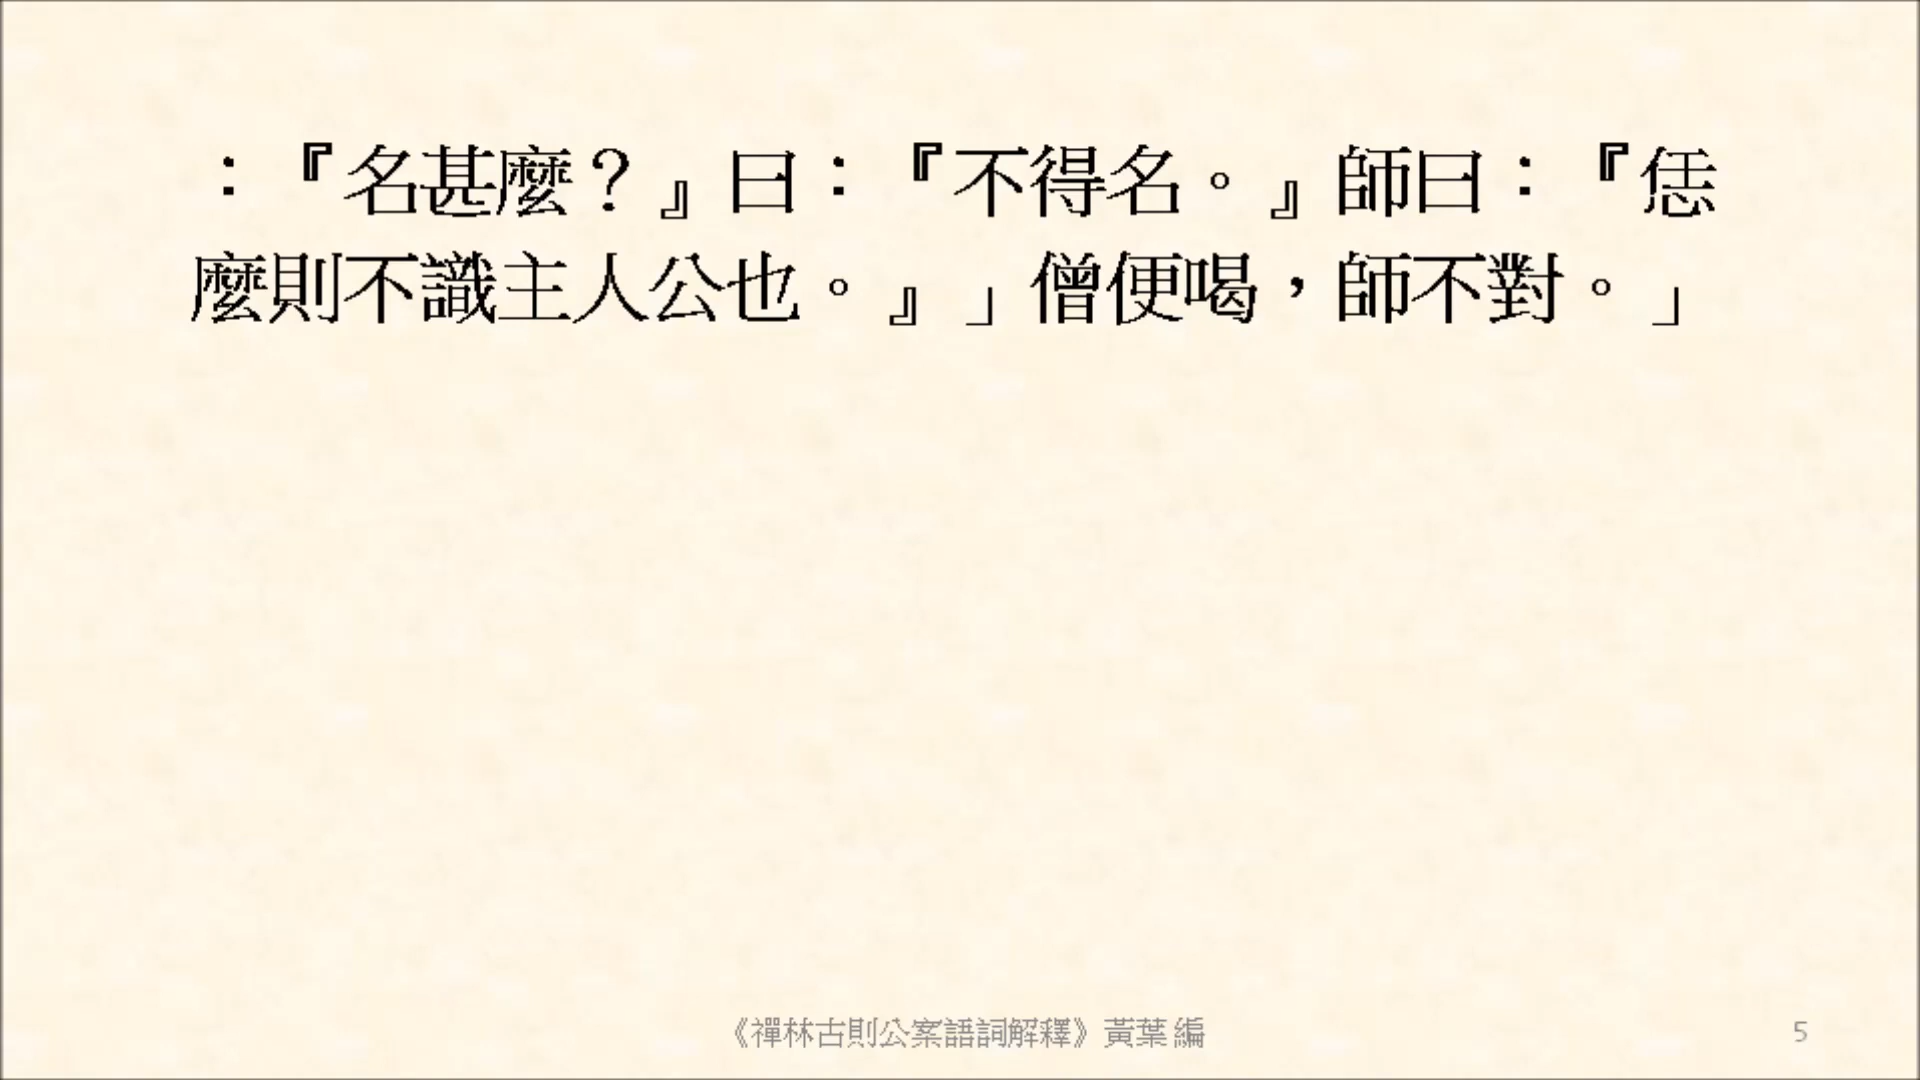 ：『名甚麼？』曰：『不得名。』師曰：『恁
麼則不識主人公也。』」僧便喝，師不對。」
《禪林古則公案語詞解釋》黃葉 編
5